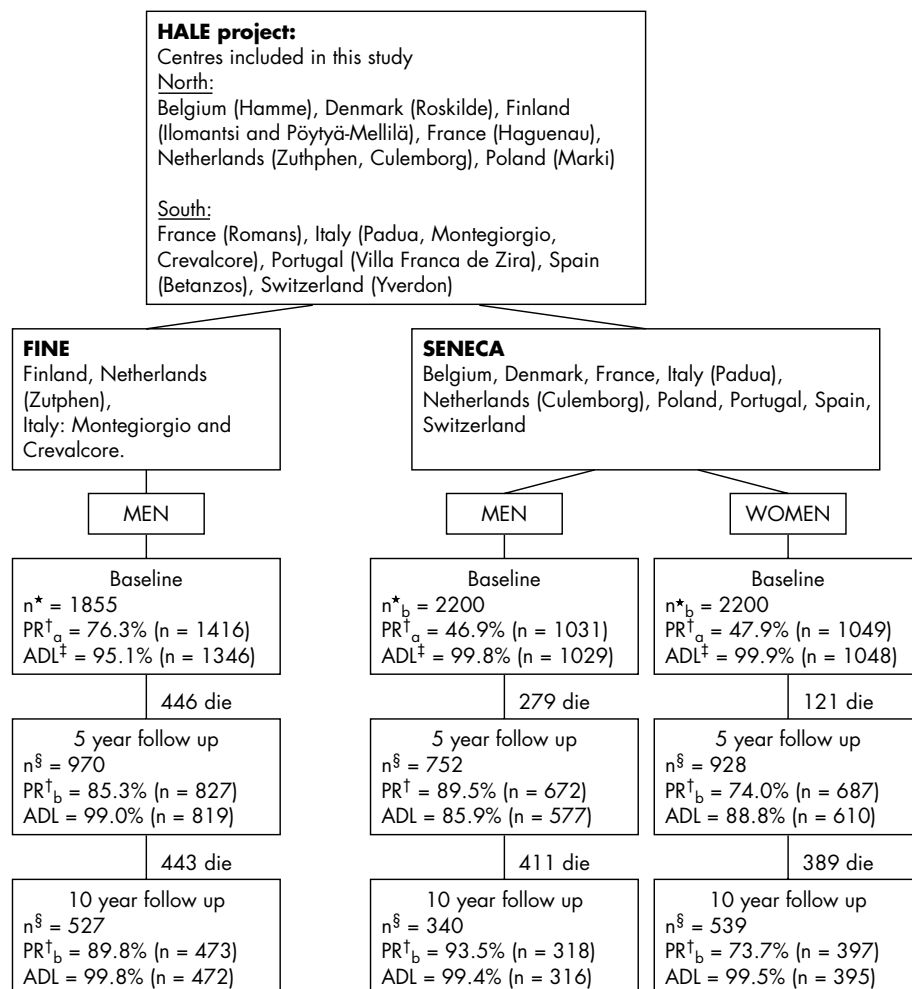 HALE project:
Centres included in this study
North:
Belgium (Hamme), Denmark (Roskilde), Finland
(Ilomantsi and Pöytyä-Mellilä), France (Haguenau),
Netherlands (Zuthphen, Culemborg), Poland (Marki)
South:
France (Romans), Italy (Padua, Montegiorgio,
Crevalcore), Portugal (Villa Franca de Zira), Spain
(Betanzos), Switzerland (Yverdon)
FINE
Finland, Netherlands
(Zutphen),
Italy: Montegiorgio and
Crevalcore.
SENECA
Belgium, Denmark, France, Italy (Padua),
Netherlands (Culemborg), Poland, Portugal, Spain,
Switzerland
MEN
MEN
WOMEN
Baseline
n* = 1855
PR†a = 76.3% (n = 1416)
ADL‡ = 95.1% (n = 1346)
Baseline
n*b = 2200
PR†a = 46.9% (n = 1031)
ADL‡ = 99.8% (n = 1029)
Baseline
n*b = 2200
PR†a = 47.9% (n = 1049)
ADL‡ = 99.9% (n = 1048)
446 die
279 die
121 die
5 year follow up
n§ = 970
PR†b = 85.3% (n = 827)
ADL = 99.0% (n = 819)
5 year follow up
n§ = 752
PR† = 89.5% (n = 672)
ADL = 85.9% (n = 577)
5 year follow up
n§ = 928
PR†b = 74.0% (n = 687)
ADL = 88.8% (n = 610)
443 die
411 die
389 die
10 year follow up
n§ = 527
PR†b = 89.8% (n = 473)
ADL = 99.8% (n = 472)
10 year follow up
n§ = 340
PR†b = 93.5% (n = 318)
ADL = 99.4% (n = 316)
10 year follow up
n§ = 539
PR†b = 73.7% (n = 397)
ADL = 99.5% (n = 395)